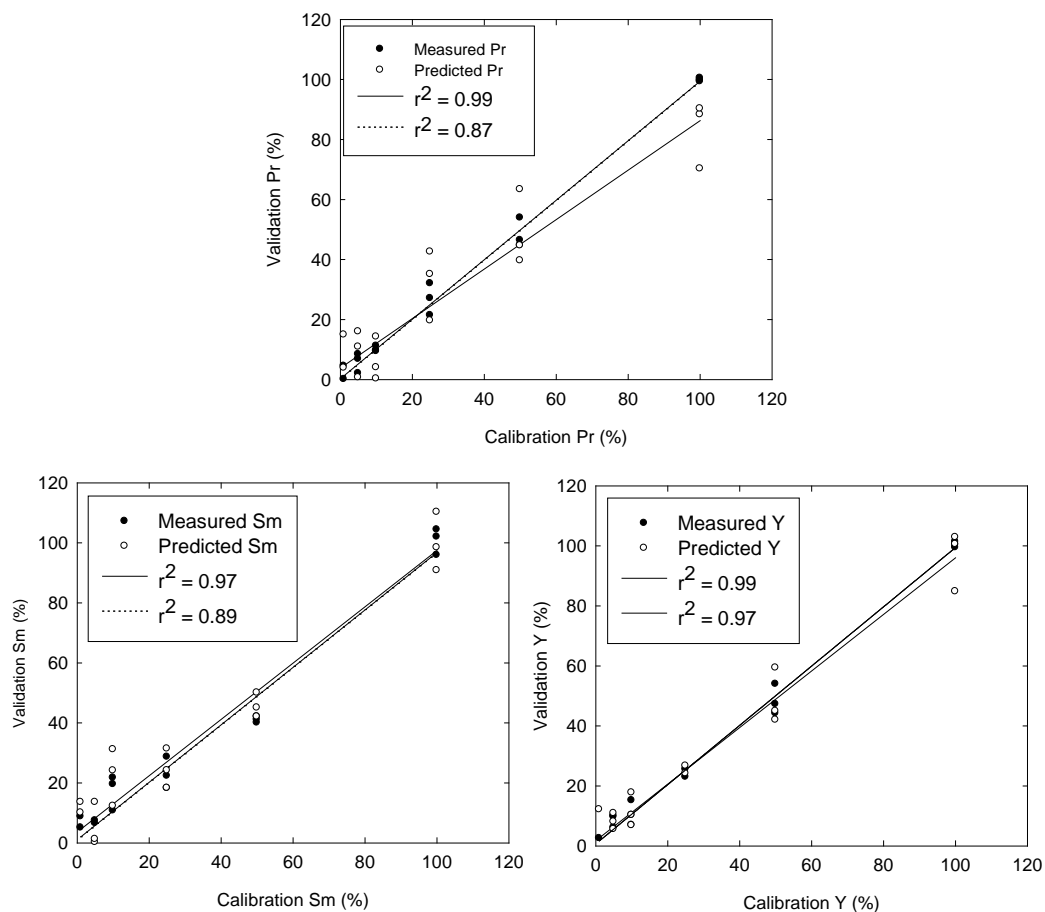 120
100
80
60
40
20
0
Validation Pr (%)
Measured Pr
Predicted Pr
r2 = 0.99
r2 = 0.87
0 20 40 60 80 100 120
Calibration Pr (%)
120
100
80
60
40
20
0
Validation Sm (%)
Measured Sm
Predicted Sm
r2 = 0.97
r2 = 0.89
0 20 40 60 80 100 120
Calibration Sm (%)
120
100
80
60
40
20
0
Validation Y (%)
Measured Y
Predicted Y
r2 = 0.99
r2 = 0.97
0 20 40 60 80 100 120
Calibration Y (%)